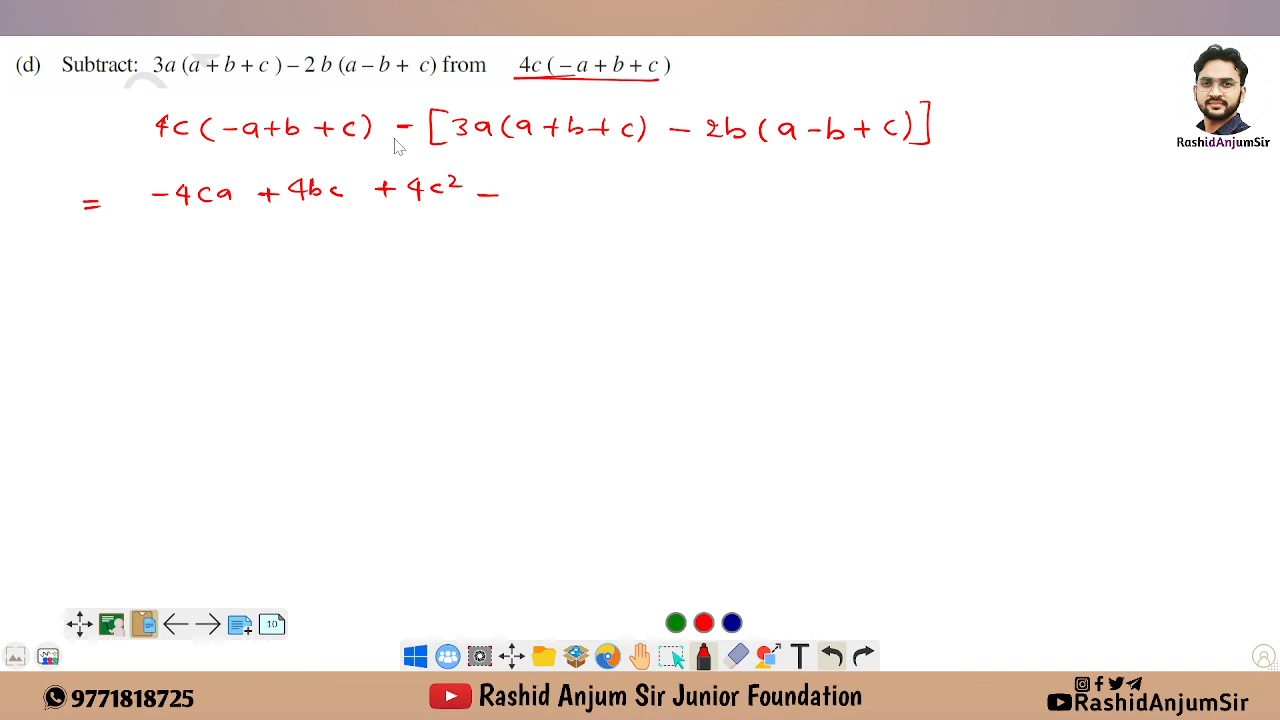 (d) Subtract: 3a (a + b + c ) – 2 b (a – b + c) from 4c ( – a + b + c )
4c (-a+b +c) - [3a(a+b+c) - 2b(a-b+c)]
= -4ca +4bc +4c² -
RashidAnjumSir
10
T
9771818725
Rashid Anjum Sir Junior Foundation
RashidAnjumSir